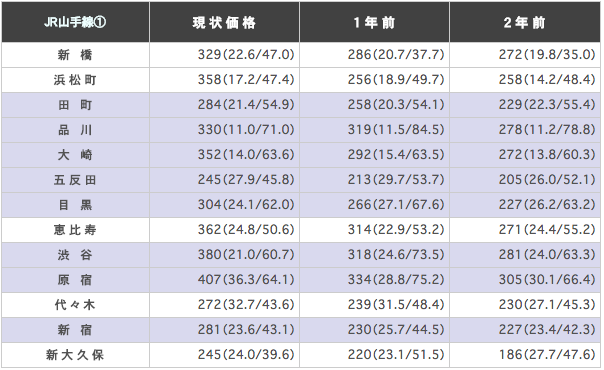 JR山手線① 現状価格 1年前 2年前
新橋 329(22.6/47.0) 286(20.7/37.7) 272(19.8/35.0)
浜松町 358(17.2/47.4) 256(18.9/49.7) 258(14.2/48.4)
田町 284(21.4/54.9) 258(20.3/54.1) 229(22.3/55.4)
品川 330(11.0/71.0) 319(11.5/84.5) 278(11.2/78.8)
大崎 352(14.0/63.6) 292(15.4/63.5) 272(13.8/60.3)
五反田 245(27.9/45.8) 213(29.7/53.7) 205(26.0/52.1)
目黒 304(24.1/62.0) 266(27.1/67.6) 227(26.2/63.2)
恵比寿 362(24.8/50.6) 314(22.9/53.2) 271(24.4/55.2)
渋谷 380(21.0/60.7) 318(24.6/73.5) 281(24.0/63.3)
原宿 407(36.3/64.1) 334(28.8/75.2) 305(30.1/66.4)
代々木 272(32.7/43.6) 239(31.5/48.4) 230(27.1/45.3)
新宿 281(23.6/43.1) 230(25.7/44.5) 227(23.4/42.3)
新大久保 245(24.0/39.6) 220(23.1/51.5) 186(27.7/47.6)